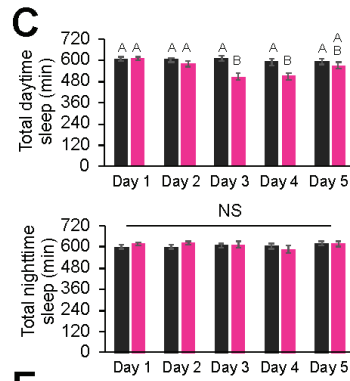 C
Total daytime
sleep (min)
720
600
480
360
240
120
0
A A A A A B A B A A
B
Day 1 Day 2 Day 3 Day 4 Day 5
NS
Total nighttime
sleep (min)
720
600
480
360
240
120
0
Day 1 Day 2 Day 3 Day 4 Day 5